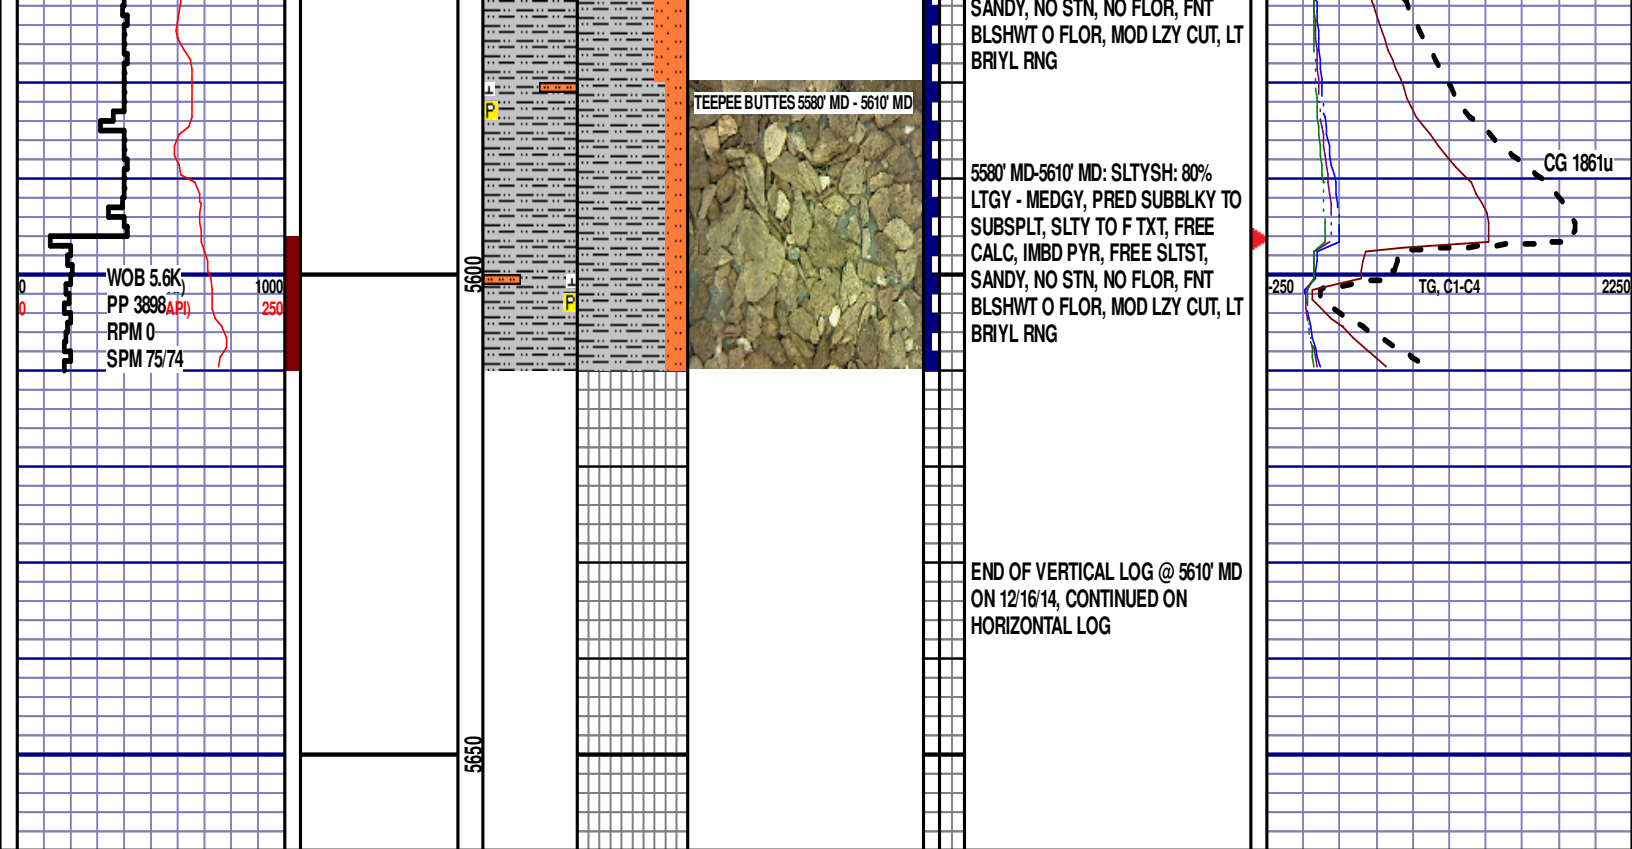 SANDY, NO STN, NO FLOR, FNT
BLSHWT O FLOR, MOD LZY CUT, LT
BRIYL RNG
TEEPEE BUTTES 5580' MD - 5610' MD
P
5580' MD-5610' MD: SLTYSH: 80%
LTGY - MEDGY, PRED SUBBLKY TO
SUBSPLT, SLTY TO F TXT, FREE
CALC, IMBD PYR, FREE SLTST,
SANDY, NO STN, NO FLOR, FNT
BLSHWT O FLOR, MOD LZY CUT, LT
BRIYL RNG
CG 1861u
WOB 5.6K
PP 3898
RPM 0
SPM 75/74
0
1000
0
API)
250
5600
P
-250
TG, C1-C4
2250
END OF VERTICAL LOG @ 5610' MD
ON 12/16/14, CONTINUED ON
HORIZONTAL LOG
5650